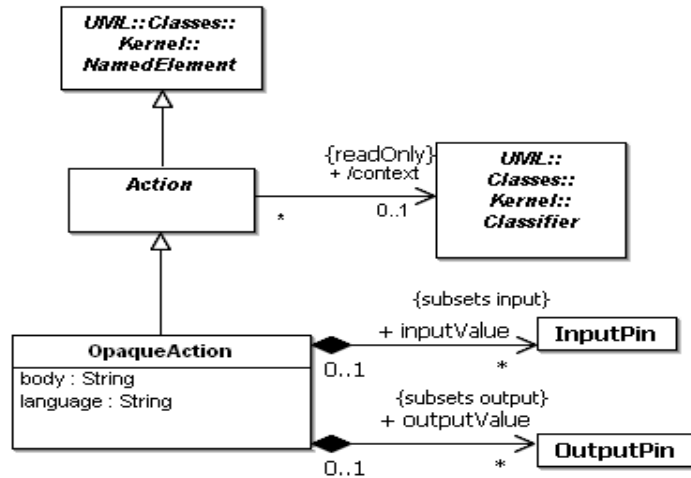 UML::Classes::
Kernel::
NamedElement
Action
{readOnly}
+ /context
*
0..1
UML::
Classes::
Kernel::
Classifier
OpaqueAction
body : String
language : String
{subsets input}
+ inputValue
0..1
*
InputPin
{subsets output}
+ outputValue
0..1
*
OutputPin